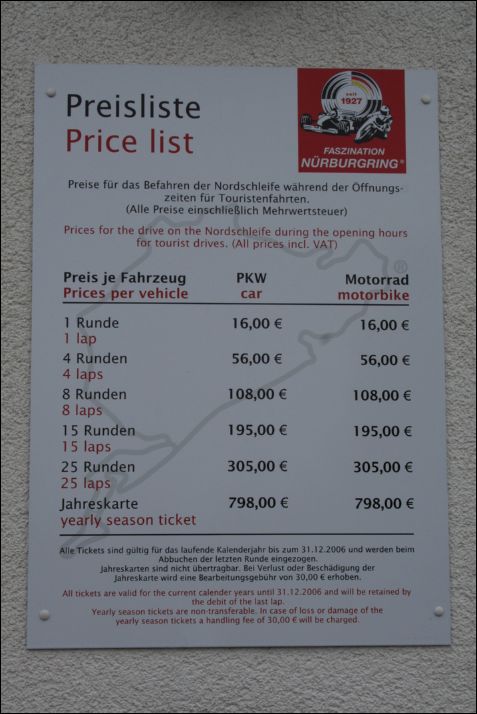 Preisliste
Price list
seit
1927
FASZINATION
NÜRBURGRING®
Preise für das Befahren der Nordschleife während der Öffnungs-
zeiten für Touristenfahrten.
(Alle Preise einschließlich Mehrwertsteuer)
Prices for the drive on the Nordschleife during the opening hours
for tourist drives. (All prices incl. VAT)
®
Preis je Fahrzeug PKW Motorrad
Prices per vehicle car motorbike
1 Runde 16,00 € 16,00 €
1 lap
4 Runden 56,00 € 56,00 €
4 laps
8 Runden 108,00 € 108,00 €
8 laps
15 Runden 195,00 € 195,00 €
15 laps
25 Runden 305,00 € 305,00 €
25 laps
Jahreskarte 798,00 € 798,00 €
yearly season ticket
Alle Tickets sind gültig für das laufende Kalenderjahr bis zum 31.12.2006 und werden beim
Abbuchen der letzten Runde eingezogen.
Jahreskarten sind nicht übertragbar. Bei Verlust oder Beschädigung der
Jahreskarte wird eine Bearbeitungsgebühr von 30,00 € erhoben.
All tickets are valid for the current calender years until 31.12.2006 and will be retained by
the debit of the last lap.
Yearly season tickets are non-transferable. In case of loss or damage of the
yearly season tickets a handling fee of 30,00 € will be charged.